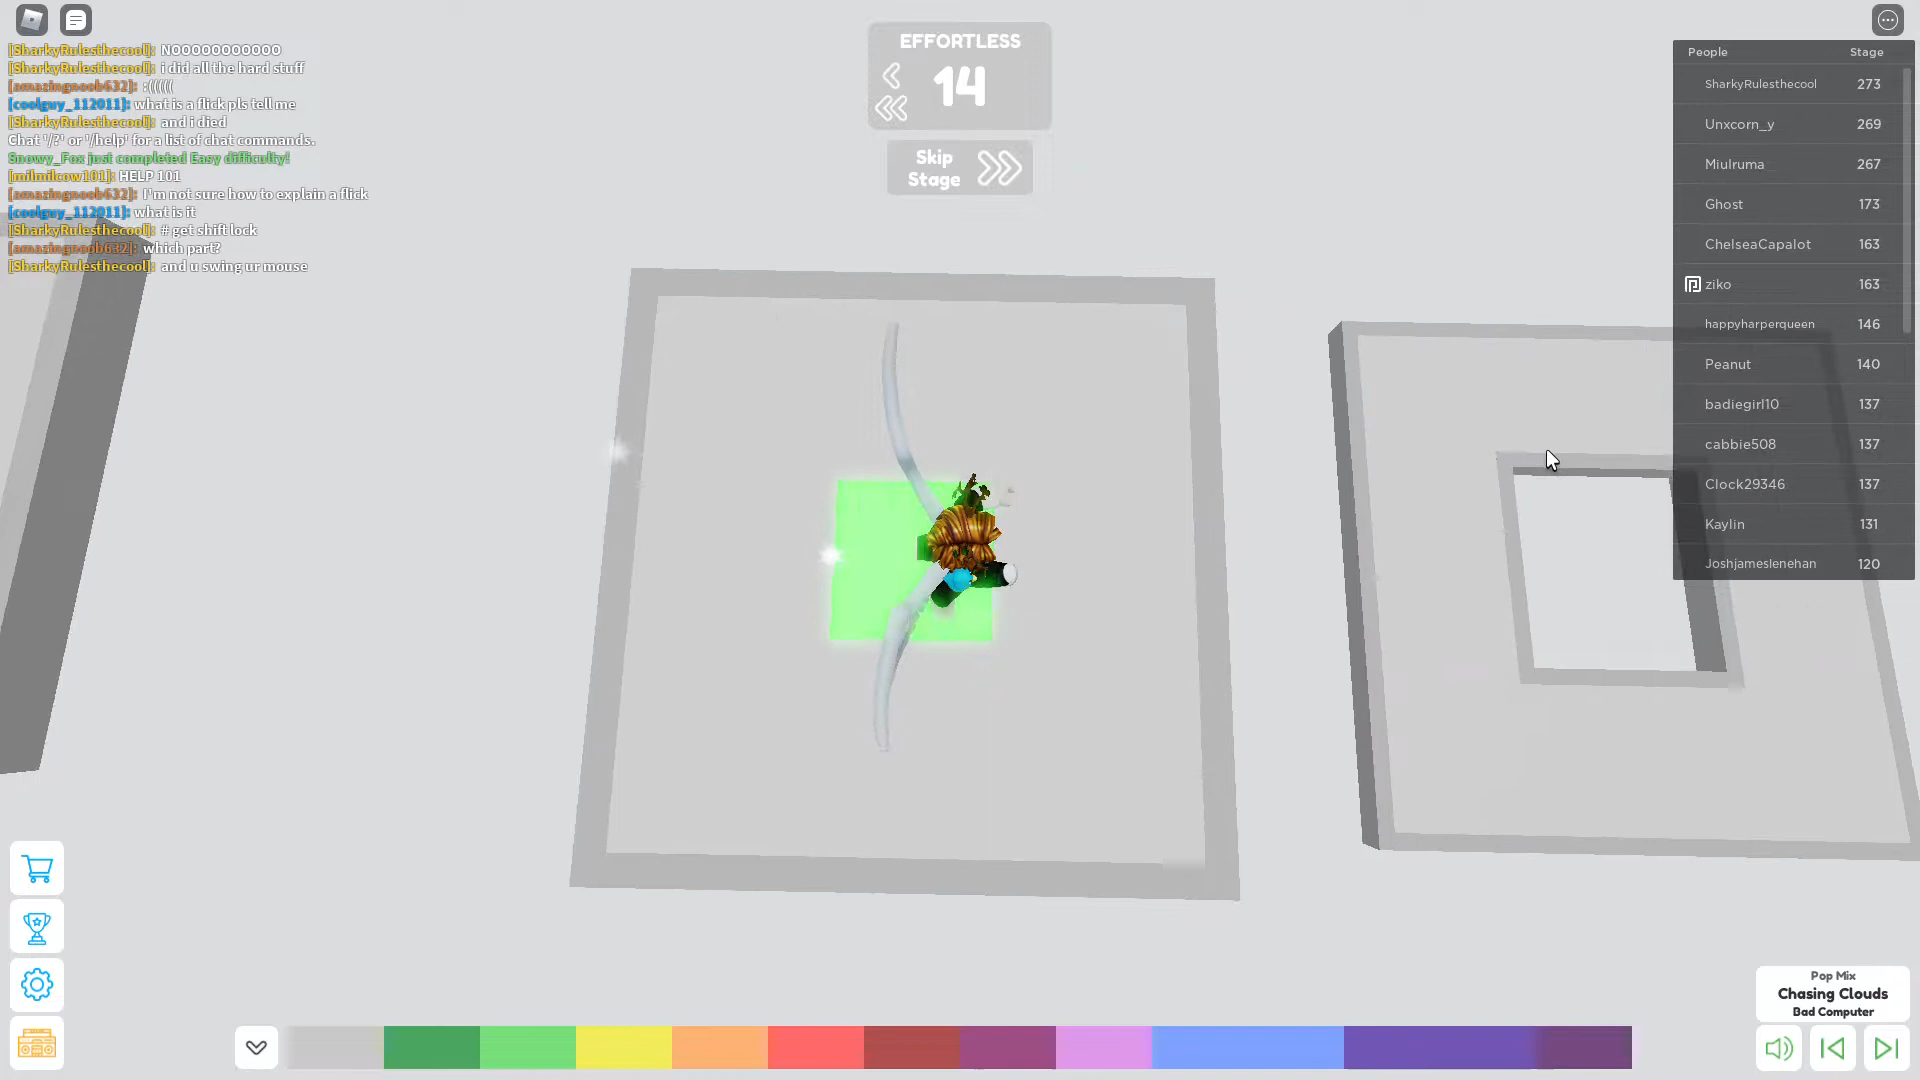 [SharkyRulesthecool]: NOOOOOOOOOOO
[SharkyRulesthecool]: i did all the hard stuff
[amazingnoob632]: :((((((
[coolguy_112011]: what is a flick pls tell me
[SharkyRulesthecool]: and i died
Chat '/?' or '/help' for a list of chat commands.
Snowy_Fox just completed Easy difficulty!
[milmilcow101]: HELP 101
[amazingnoob632]: I'm not sure how to explain a flick
[coolguy_112011]: what is it
[SharkyRulesthecool]: # get shift lock
[amazingnoob632]: which part?
[SharkyRulesthecool]: and u swing ur mouse
EFFORTLESS
14
Skip
Stage
People Stage
SharkyRulesthecool 273
Unxcorn_y 269
Miulruma 267
Ghost 173
ChelseaCapalot 163
ziko 163
happyharperqueen 146
Peanut 140
badiegirl10 137
cabbie508 137
Clock29346 137
Kaylin 131
Joshjameslenehan 120
Pop Mix
Chasing Clouds
Bad Computer